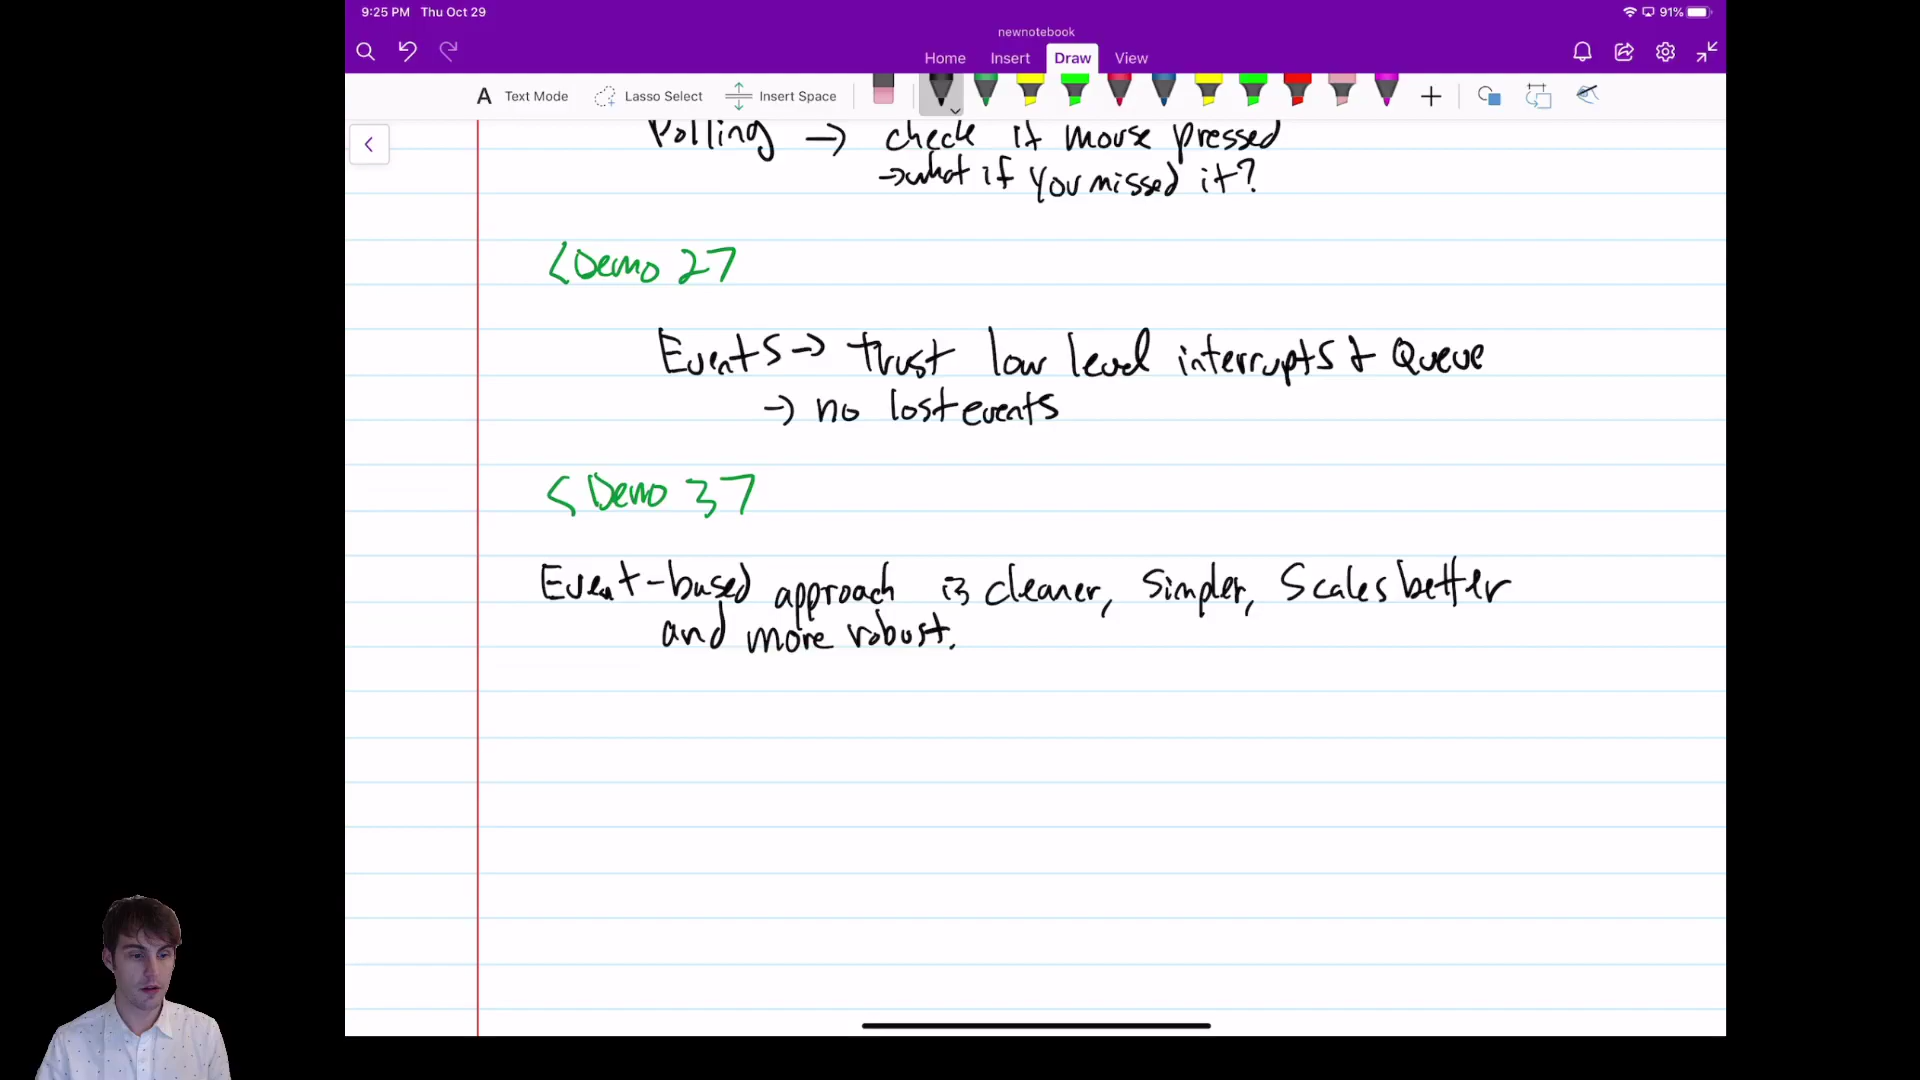 9:25 PM Thu Oct 29
91%
newnotebook
Home Insert Draw View
A Text Mode Lasso Select Insert Space
Polling → check if mouse pressed
→ what if you missed it?
<Demo 2>
Events → trust low level interrupts & Queue
→ no lost events
<Demo 3>
Event-based approach is cleaner, simpler, scales better
and more robust.